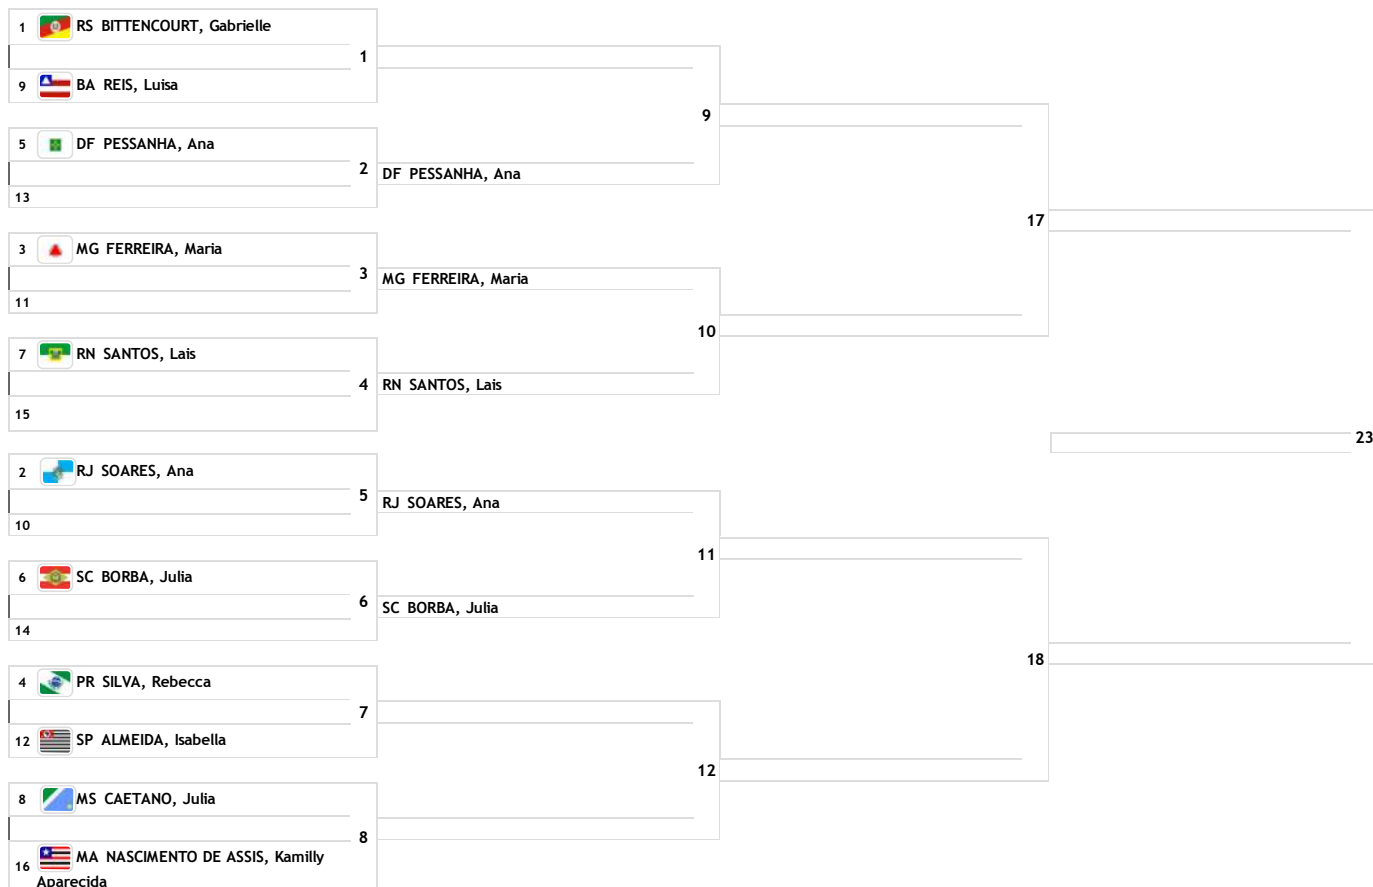 1 RS BITTENCOURT, Gabrielle
1
9 BA REIS, Luisa
9
5 DF PESSANHA, Ana
2 DF PESSANHA, Ana
13
17
3 MG FERREIRA, Maria
3 MG FERREIRA, Maria
11
10
7 RN SANTOS, Lais
4 RN SANTOS, Lais
15
23
2 RJ SOARES, Ana
5 RJ SOARES, Ana
10
11
6 SC BORBA, Julia
6 SC BORBA, Julia
14
18
4 PR SILVA, Rebecca
7
12 SP ALMEIDA, Isabella
12
8 MS CAETANO, Julia
8
16 MA NASCIMENTO DE ASSIS, Kamilly
Aparecida